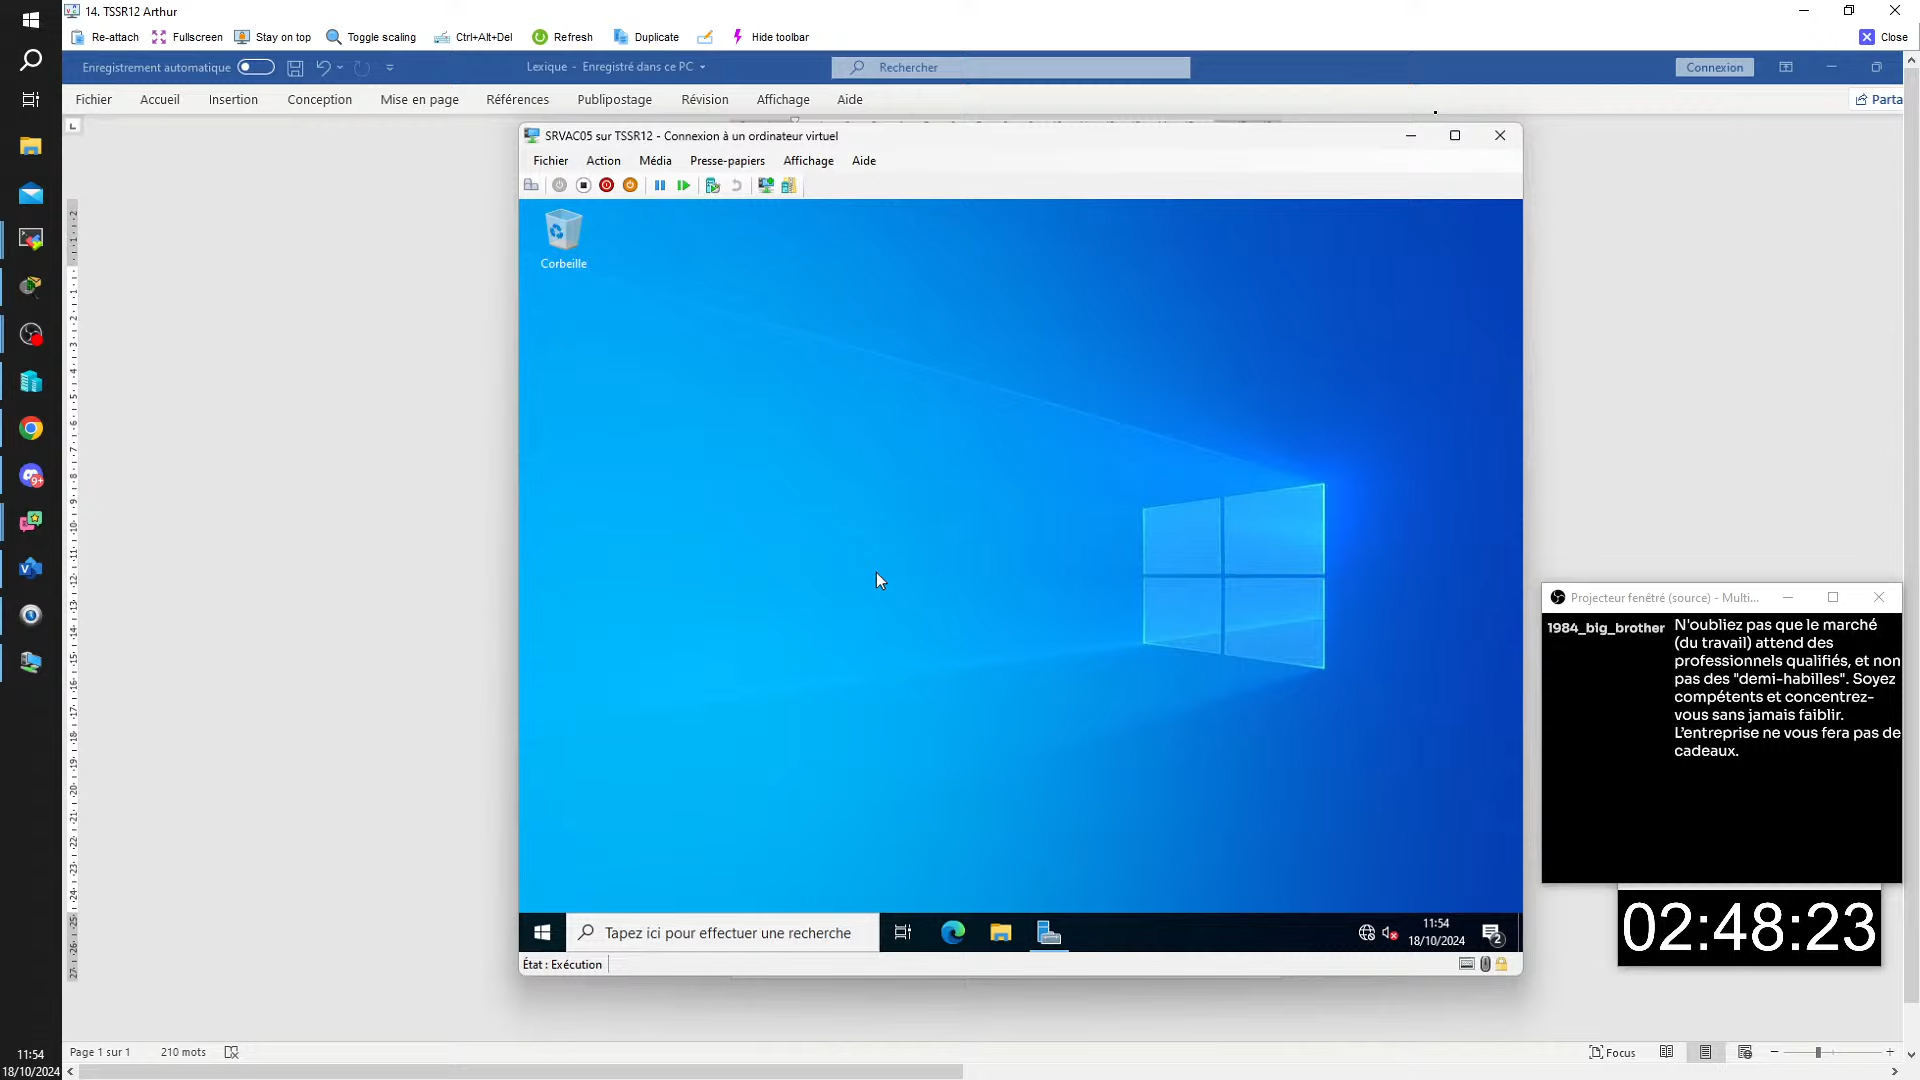 14. TSSR12 Arthur
Re-attach Fullscreen Stay on top Toggle scaling Ctrl+Alt+Del Refresh Duplicate Hide toolbar Close
Enregistrement automatique Lexique - Enregistré dans ce PC Rechercher Connexion
Fichier Accueil Insertion Conception Mise en page Références Publipostage Révision Affichage Aide Parta
SRVAC05 sur TSSR12 - Connexion à un ordinateur virtuel
Fichier Action Média Presse-papiers Affichage Aide
Corbeille
Projecteur fenêtré (source) - Multi...
1984_big_brother N'oubliez pas que le marché
(du travail) attend des
professionnels qualifiés, et non
pas des "demi-habilles". Soyez
compétents et concentrez-
vous sans jamais faiblir.
L'entreprise ne vous fera pas de
cadeaux.
02:48:23
Tapez ici pour effectuer une recherche
11:54
18/10/2024
2
État : Exécution
9+
Page 1 sur 1 210 mots Focus
11:54
18/10/2024